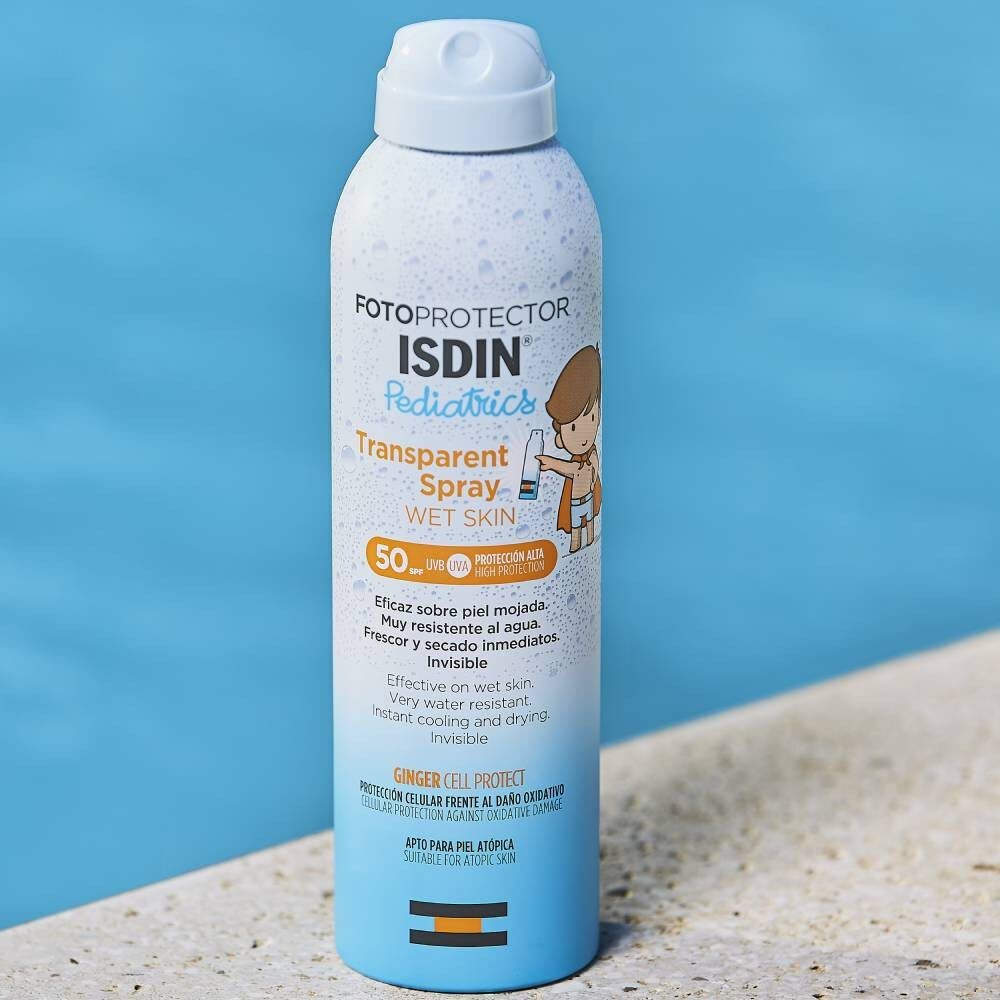 FOTOPROTECTOR
ISDIN®
Pediatrics
Transparent
Spray
WET SKIN
50 SPF UVB UVA PROTECCIÓN ALTA
HIGH PROTECTION
Eficaz sobre piel mojada.
Muy resistente al agua.
Frescor y secado inmediatos.
Invisible
Effective on wet skin.
Very water resistant.
Instant cooling and drying.
Invisible
GINGER CELL PROTECT
PROTECCIÓN CELULAR FRENTE AL DAÑO OXIDATIVO
CELLULAR PROTECTION AGAINST OXIDATIVE DAMAGE
APTO PARA PIEL ATÓPICA
SUITABLE FOR ATOPIC SKIN